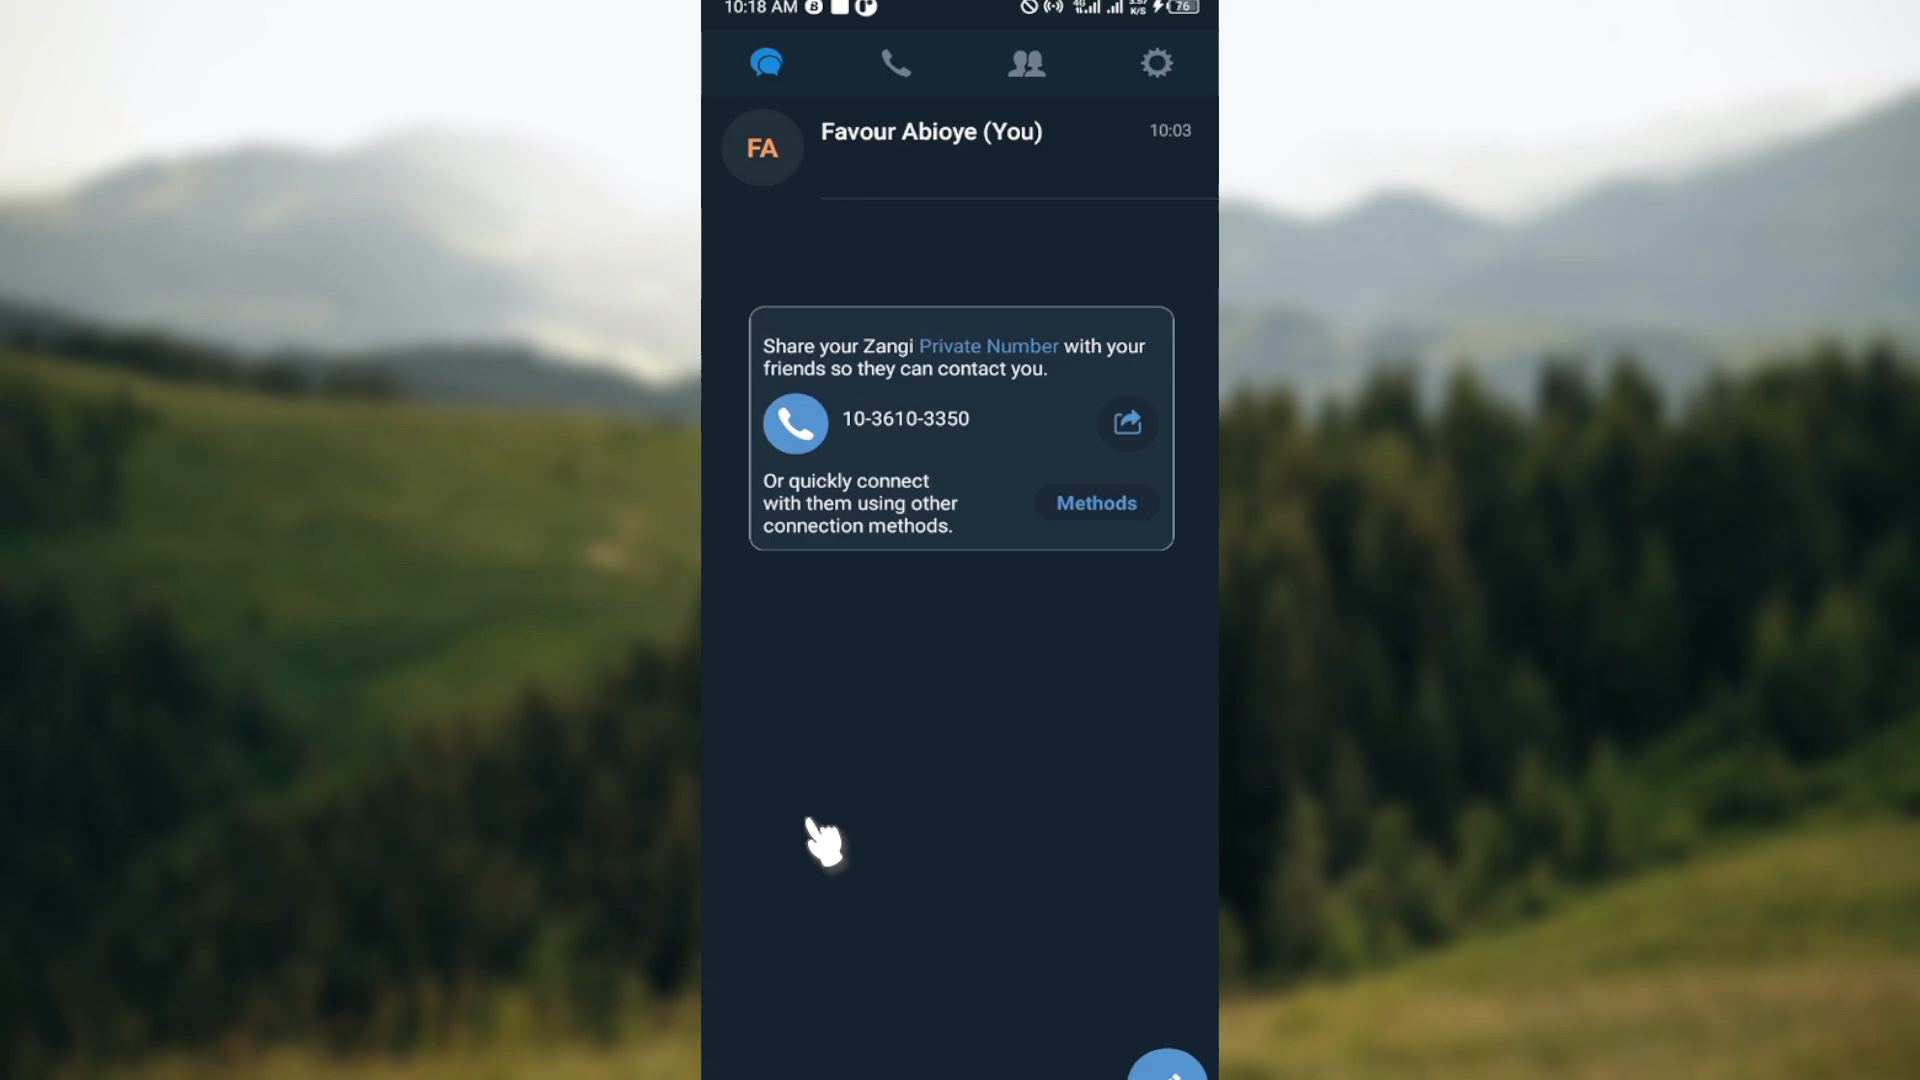 10:18 AM
76
Favour Abioye (You)
10:03
FA
Share your Zangi Private Number with your
friends so they can contact you.
10-3610-3350
Or quickly connect
with them using other
connection methods.
Methods